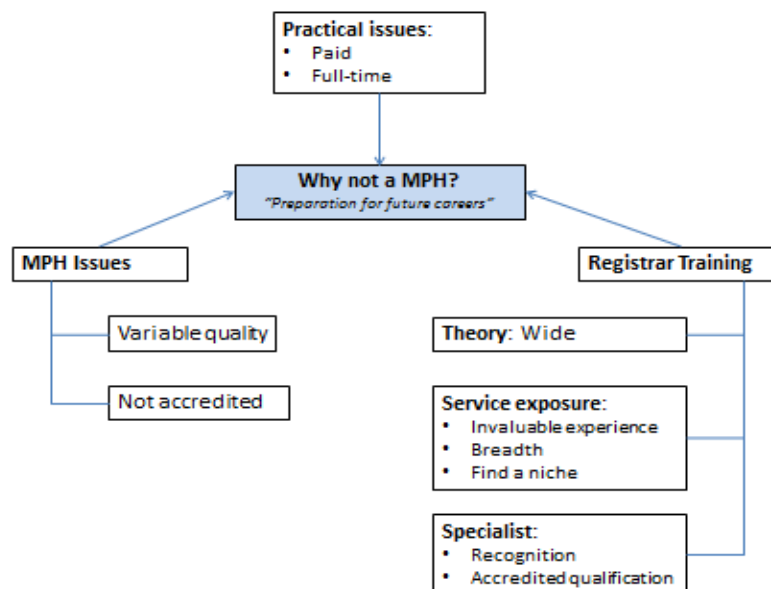 Practical issues:
• Paid
• Full-time
Why not a MPH?
"Preparation for future careers"
MPH Issues
Variable quality
Not accredited
Registrar Training
Theory: Wide
Service exposure:
• Invaluable experience
• Breadth
• Find a niche
Specialist:
• Recognition
• Accredited qualification